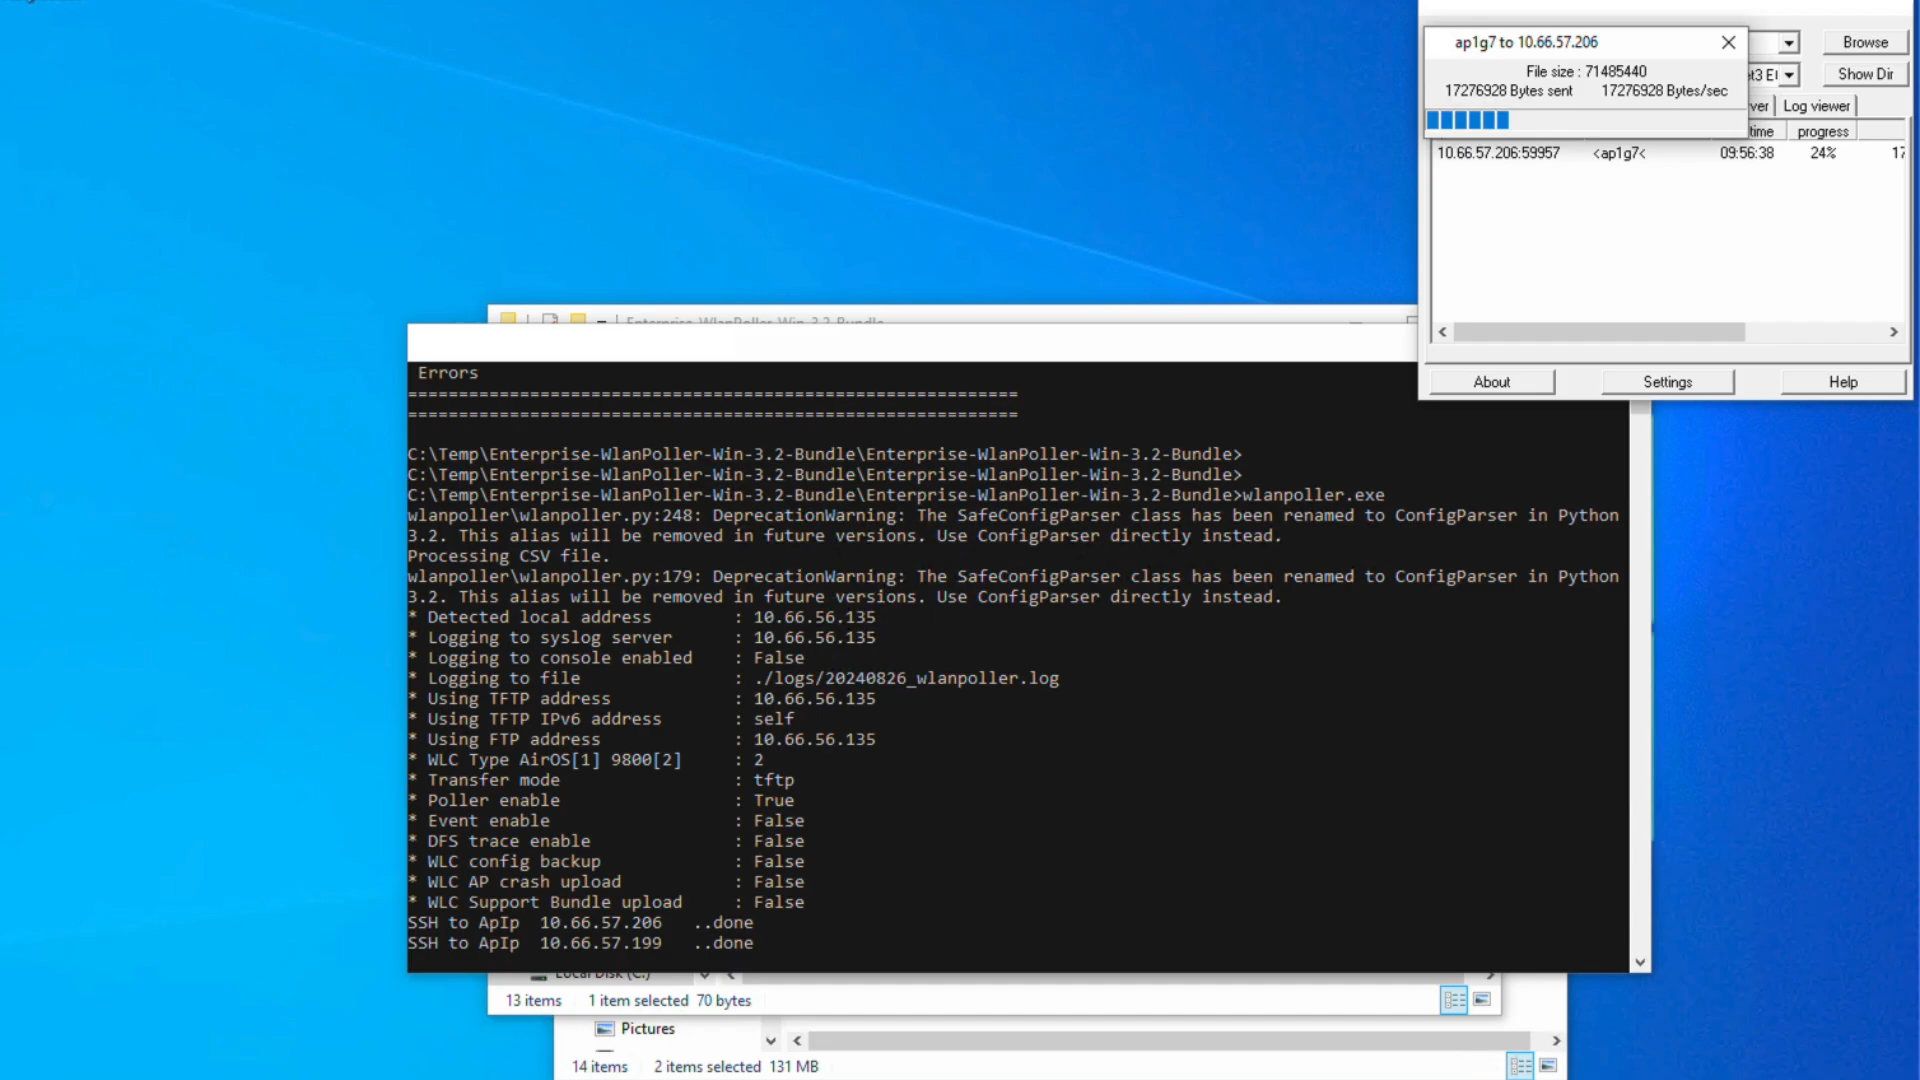 ap1g7 to 10.66.57.206
File size : 71485440
17276928 Bytes sent 17276928 Bytes/sec
Browse
Show Dir
Log viewer
time progress
10.66.57.206:59957 <ap1g7< 09:56:38 24% 17
About Settings Help
Enterprise-WlanPoller-Win-3.2-Bundle
Errors
============================================================
============================================================
C:\Temp\Enterprise-WlanPoller-Win-3.2-Bundle\Enterprise-WlanPoller-Win-3.2-Bundle>
C:\Temp\Enterprise-WlanPoller-Win-3.2-Bundle\Enterprise-WlanPoller-Win-3.2-Bundle>
C:\Temp\Enterprise-WlanPoller-Win-3.2-Bundle\Enterprise-WlanPoller-Win-3.2-Bundle>wlanpoller.exe
wlanpoller\wlanpoller.py:248: DeprecationWarning: The SafeConfigParser class has been renamed to ConfigParser in Python
3.2. This alias will be removed in future versions. Use ConfigParser directly instead.
Processing CSV file.
wlanpoller\wlanpoller.py:179: DeprecationWarning: The SafeConfigParser class has been renamed to ConfigParser in Python
3.2. This alias will be removed in future versions. Use ConfigParser directly instead.
* Detected local address : 10.66.56.135
* Logging to syslog server : 10.66.56.135
* Logging to console enabled : False
* Logging to file : ./logs/20240826_wlanpoller.log
* Using TFTP address : 10.66.56.135
* Using TFTP IPv6 address : self
* Using FTP address : 10.66.56.135
* WLC Type AirOS[1] 9800[2] : 2
* Transfer mode : tftp
* Poller enable : True
* Event enable : False
* DFS trace enable : False
* WLC config backup : False
* WLC AP crash upload : False
* WLC Support Bundle upload : False
SSH to ApIp 10.66.57.206 ..done
SSH to ApIp 10.66.57.199 ..done
Local Disk (C:)
13 items 1 item selected 70 bytes
Pictures
14 items 2 items selected 131 MB